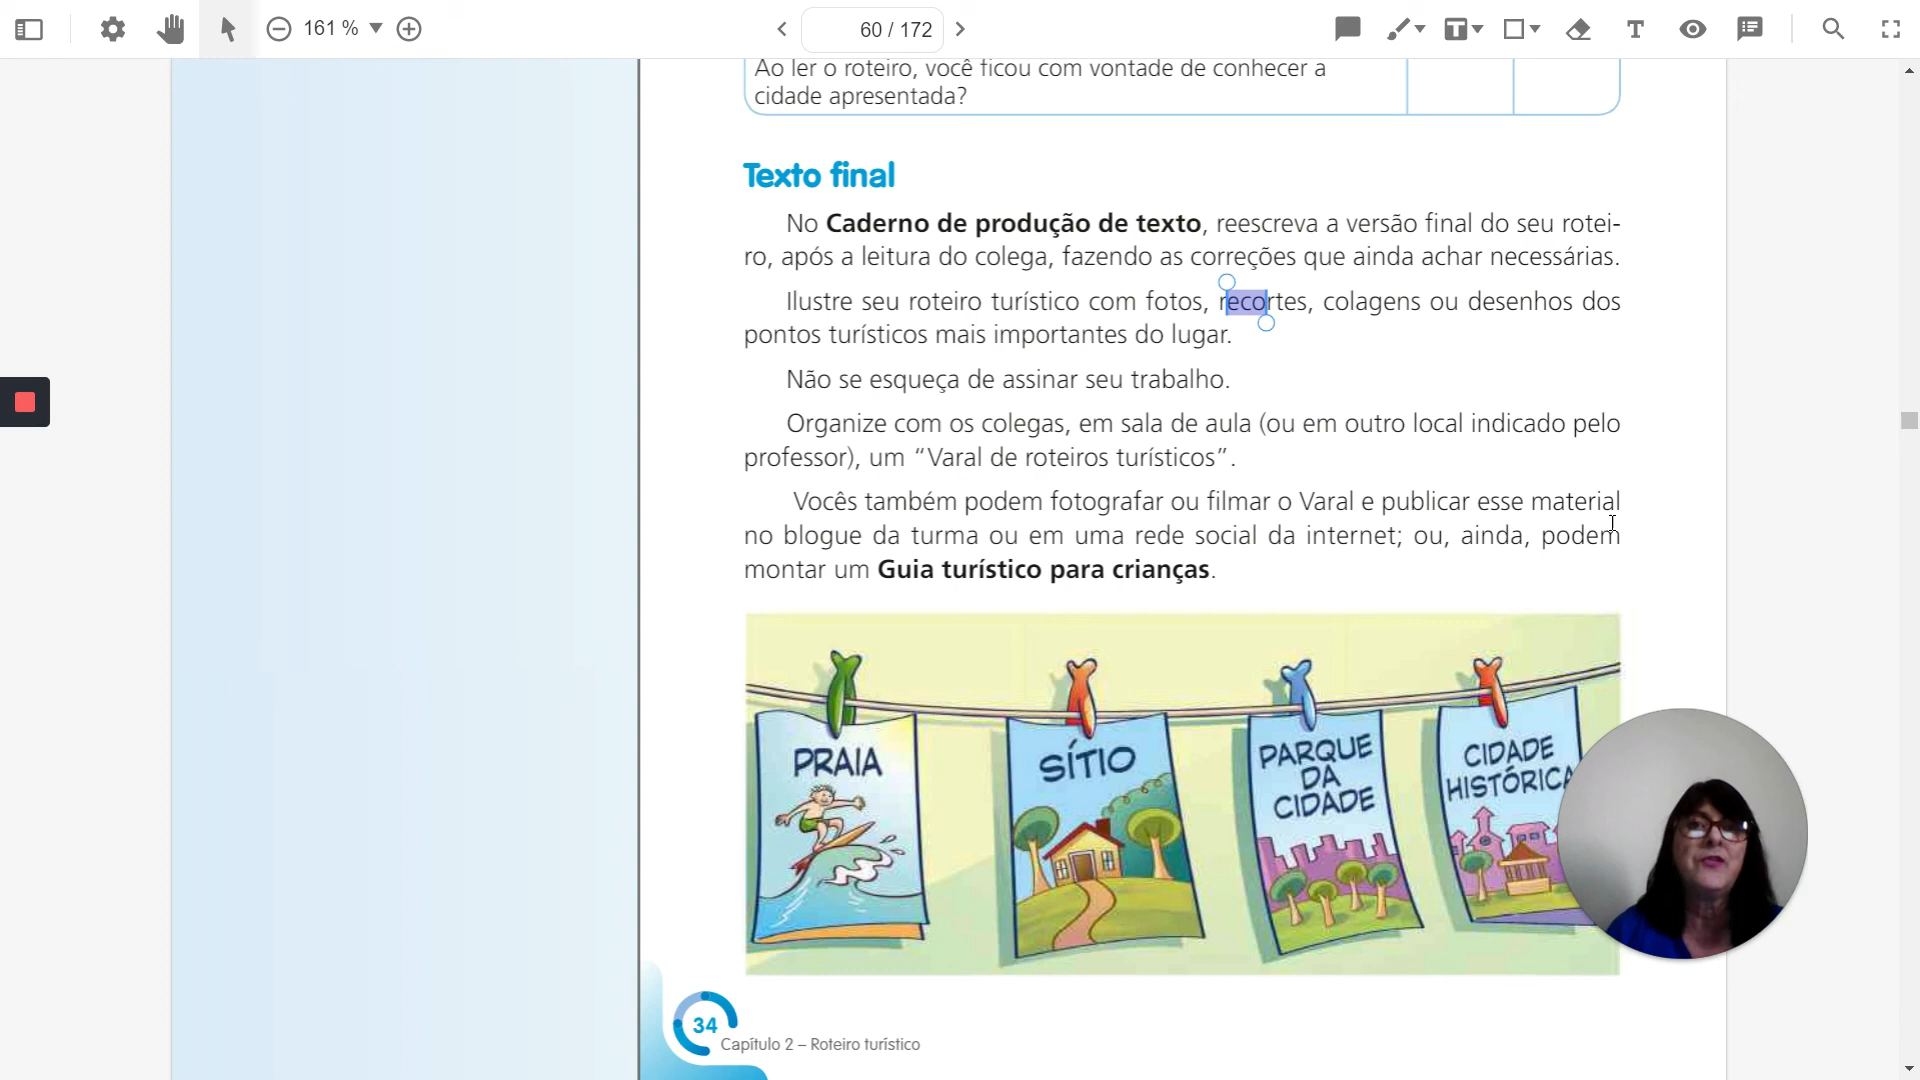 161 %
60 / 172
Ao ler o roteiro, você ficou com vontade de conhecer a
cidade apresentada?
Texto final
No Caderno de produção de texto, reescreva a versão final do seu rotei-
ro, após a leitura do colega, fazendo as correções que ainda achar necessárias.
Ilustre seu roteiro turístico com fotos, recortes, colagens ou desenhos dos
pontos turísticos mais importantes do lugar.
Não se esqueça de assinar seu trabalho.
Organize com os colegas, em sala de aula (ou em outro local indicado pelo
professor), um “Varal de roteiros turísticos”.
Vocês também podem fotografar ou filmar o Varal e publicar esse material
no blogue da turma ou em uma rede social da internet; ou, ainda, podem
montar um Guia turístico para crianças.
PRAIA
SÍTIO
PARQUE
DA
CIDADE
CIDADE
HISTÓRICA
34
Capítulo 2 – Roteiro turístico